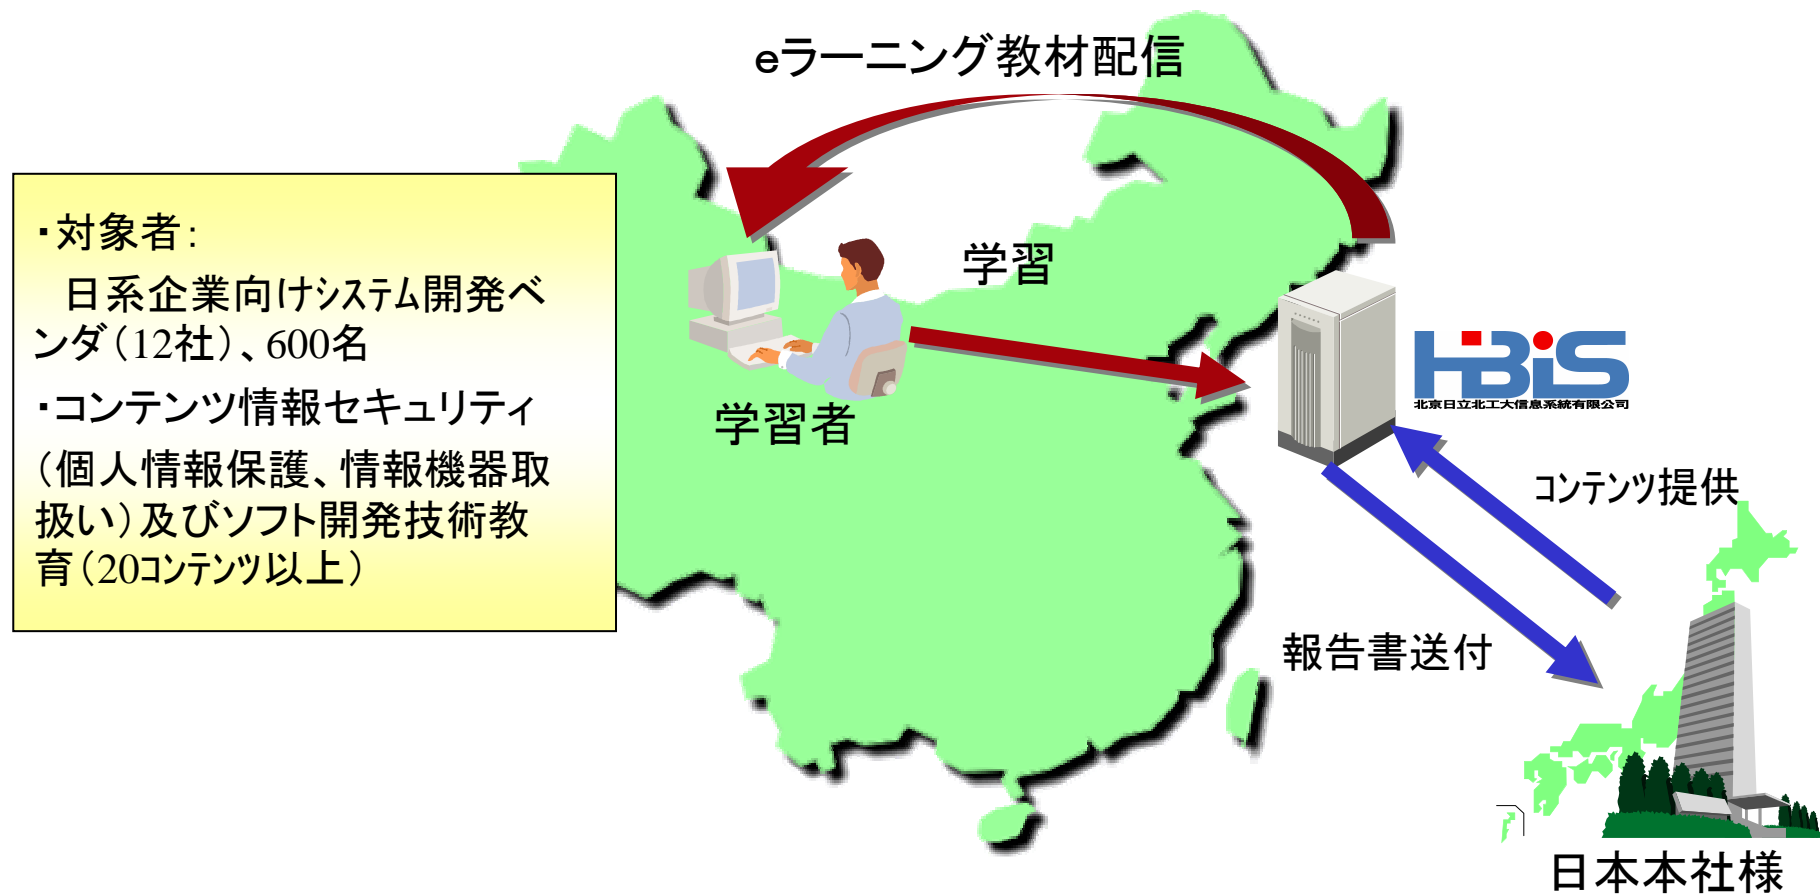 eラーニング教材配信
・対象者：
日系企業向けシステム開発ベ
ンダ（12社）、600名
・コンテンツ情報セキュリティ
（個人情報保護、情報機器取
扱い）及びソフト開発技術教
育（20コンテンツ以上）
学習
学習者
HBiS
北京日立北工大信息系統有限公司
コンテンツ提供
報告書送付
日本本社様